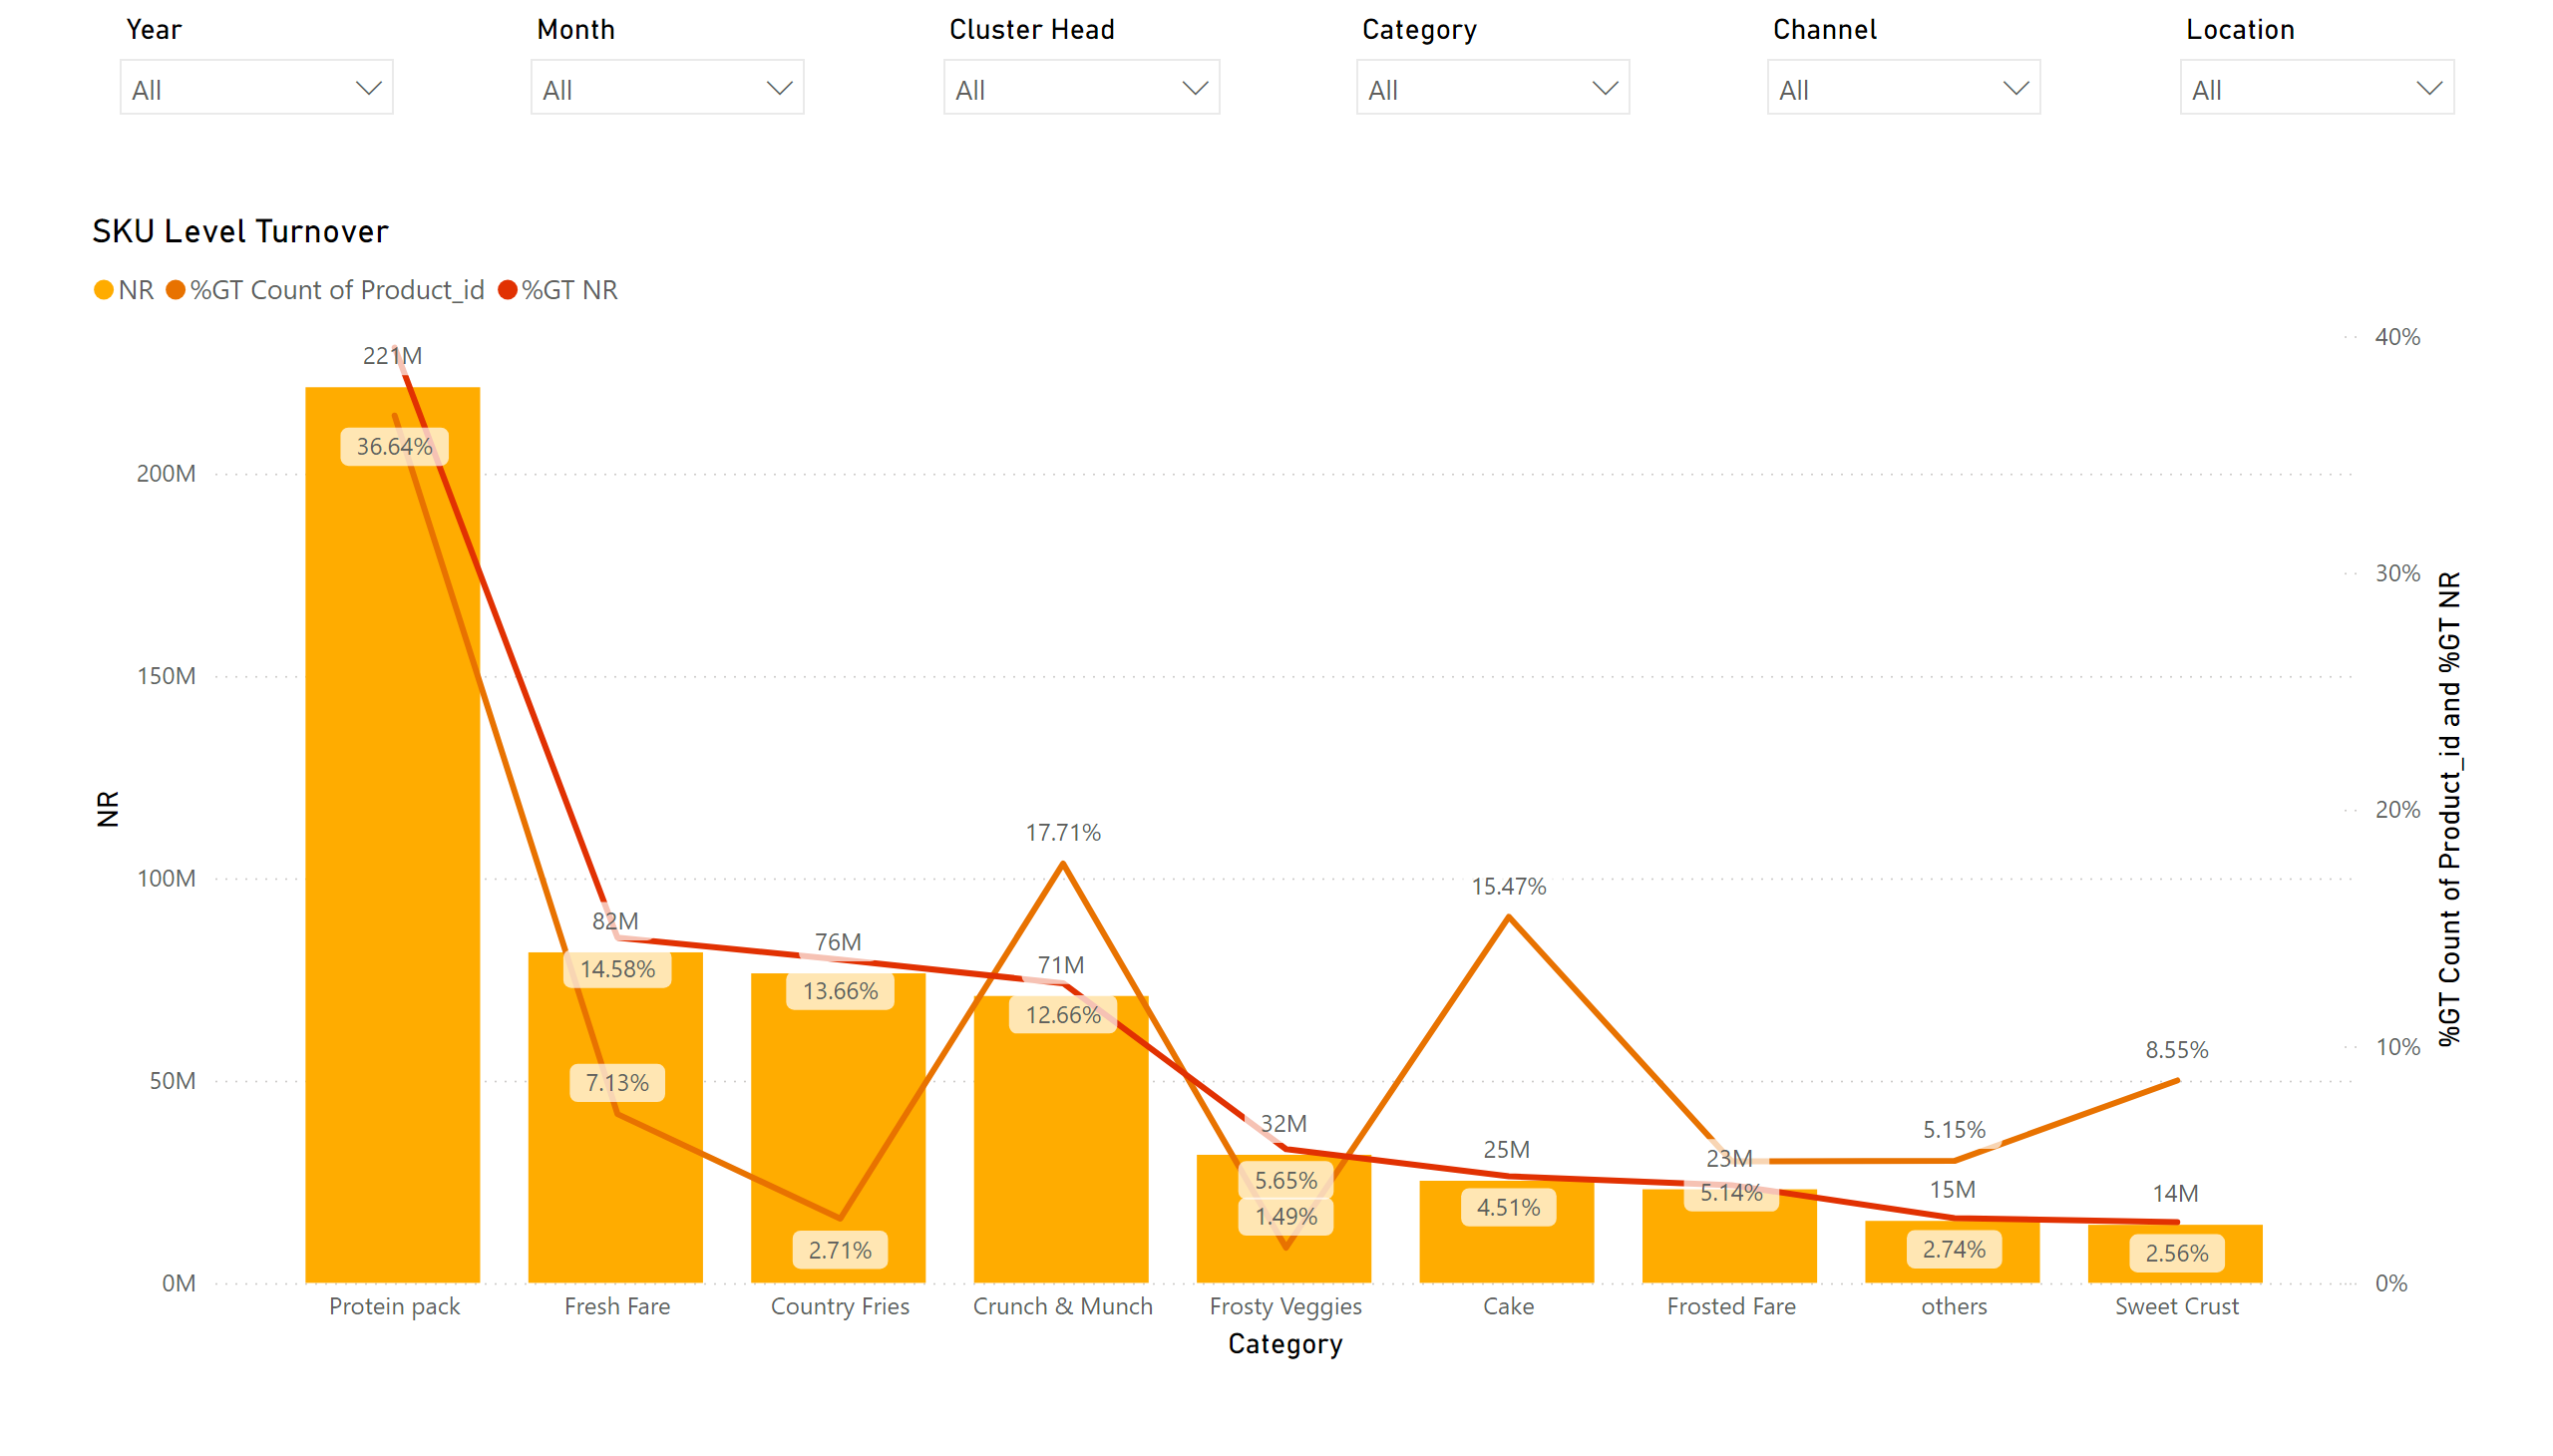 Year Month Cluster Head Category Channel Location
All All All All All All
SKU Level Turnover
NR %GT Count of Product_id %GT NR
221M
40%
36.64%
200M
30%
150M
17.71%
20%
100M
15.47%
82M
76M
71M
14.58%
13.66%
12.66%
50M
7.13%
10%
8.55%
32M
25M
23M
5.15%
5.65%
1.49%
4.51%
5.14%
15M
14M
2.71%
2.74%
2.56%
0M
0%
NR
%GT Count of Product_id and %GT NR
Protein pack Fresh Fare Country Fries Crunch & Munch Frosty Veggies Cake Frosted Fare others Sweet Crust
Category